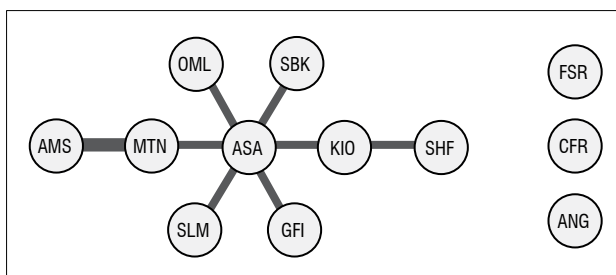 OML
SBK
FSR
AMS
MTN
ASA
KIO
SHF
CFR
SLM
GFI
ANG